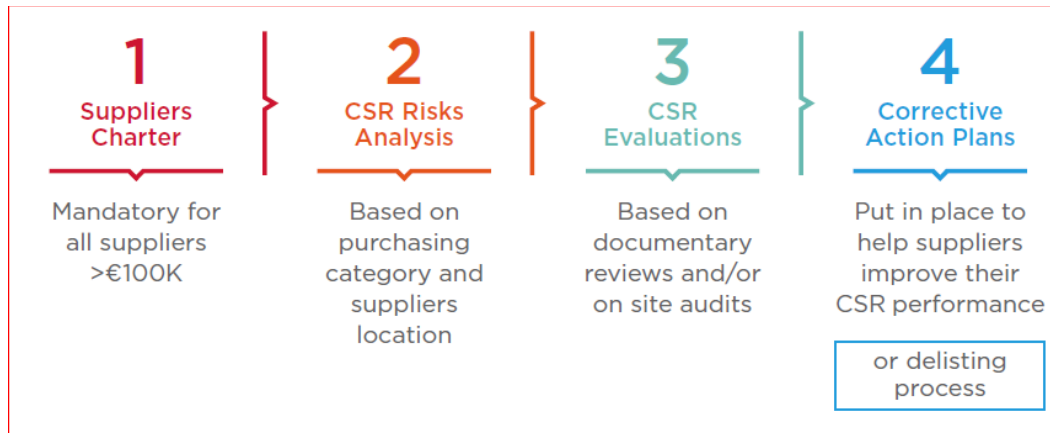 1
Suppliers
Charter
Mandatory for
all suppliers
>€100K
2
CSR Risks
Analysis
Based on
purchasing
category and
suppliers
location
3
CSR
Evaluations
Based on
documentary
reviews and/or
on site audits
4
Corrective
Action Plans
Put in place to
help suppliers
improve their
CSR performance
or delisting
process